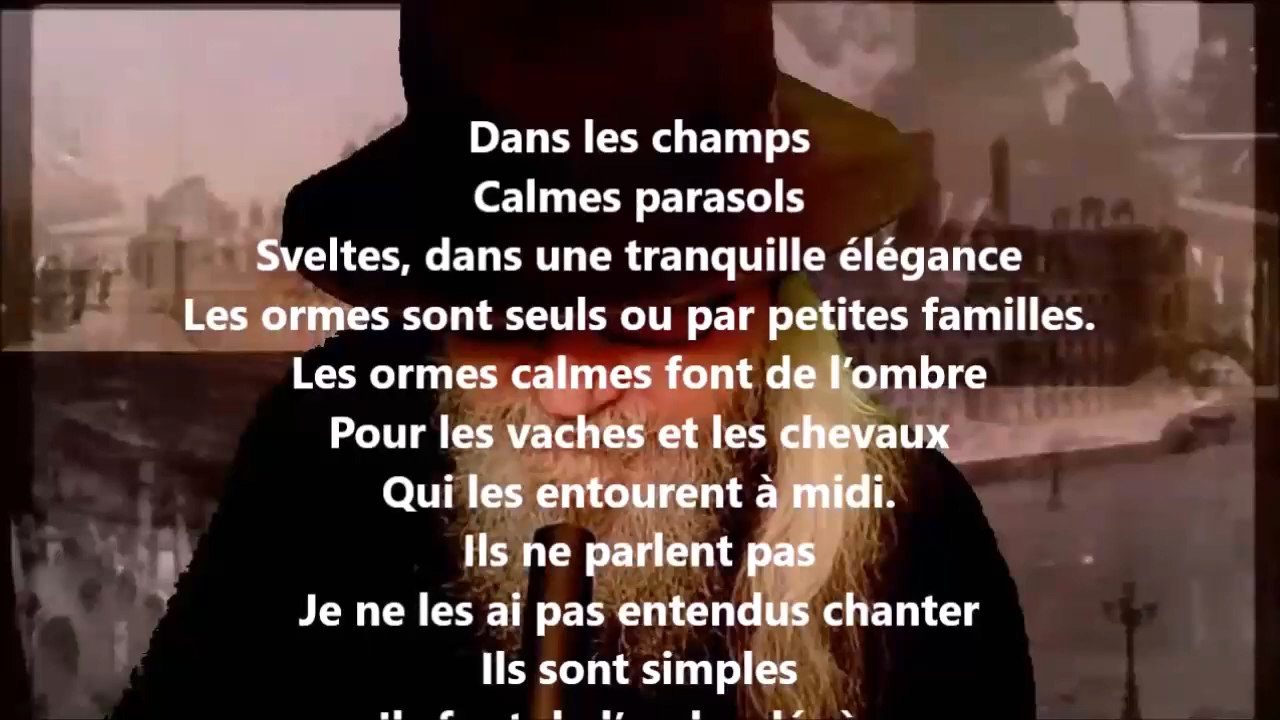 Dans les champs
Calmes parasols
Sveltes, dans une tranquille élégance
Les ormes sont seuls ou par petites familles.
Les ormes calmes font de l’ombre
Pour les vaches et les chevaux
Qui les entourent à midi.
Ils ne parlent pas
Je ne les ai pas entendus chanter
Ils sont simples